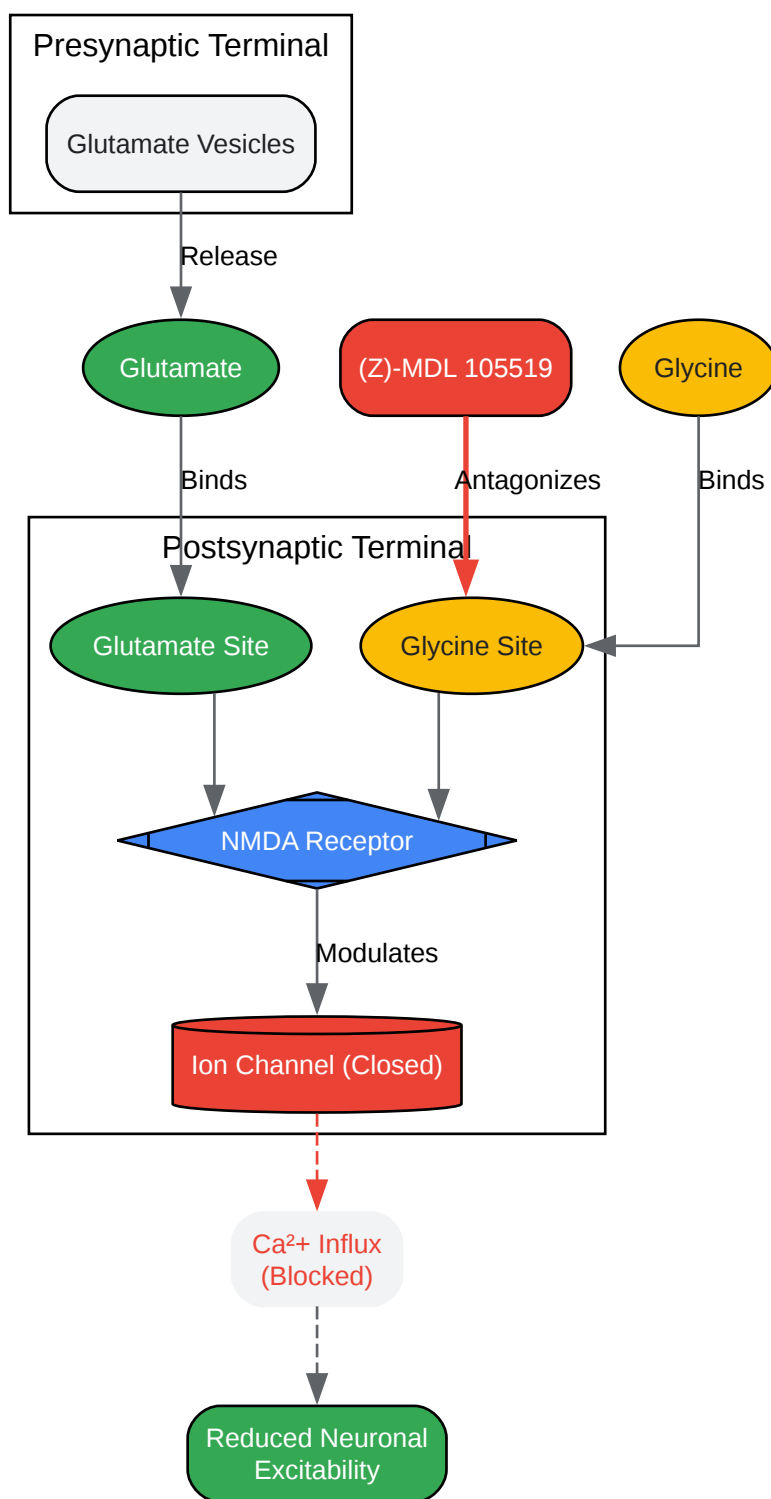 Presynaptic Terminal
Glutamate Vesicles
Release
Glutamate
(Z)-MDL 105519
Glycine
Binds
Antagonizes
Binds
Postsynaptic Terminal
Glutamate Site
Glycine Site
NMDA Receptor
Modulates
Ion Channel (Closed)
Ca²+ Influx
(Blocked)
Reduced Neuronal
Excitability